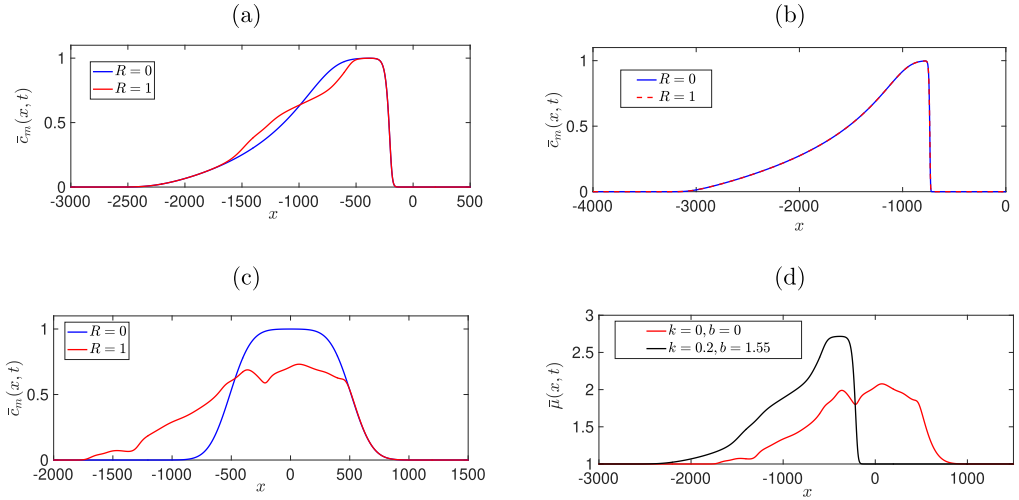 (a)
1
0.5
0
R = 0
R = 1
c̄_m(x, t)
-3000 -2500 -2000 -1500 -1000 -500 0 500
x
(b)
1
0.5
0
R = 0
R = 1
c̄_m(x, t)
-4000 -3000 -2000 -1000 0
x
(c)
1
0.5
0
R = 0
R = 1
c̄_m(x, t)
-2000 -1500 -1000 -500 0 500 1000 1500
x
(d)
3
2.5
2
1.5
1
k = 0, b = 0
k = 0.2, b = 1.55
μ̄(x, t)
-3000 -2000 -1000 0 1000
x